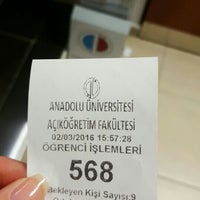 ANADOLU ÜNİVERSİTESİ
AÇIKÖĞRETİM FAKÜLTESİ
02/03/2016 15:57:28
ÖĞRENCİ İŞLEMLERİ
568
Bekleyen Kişi Sayısı:9